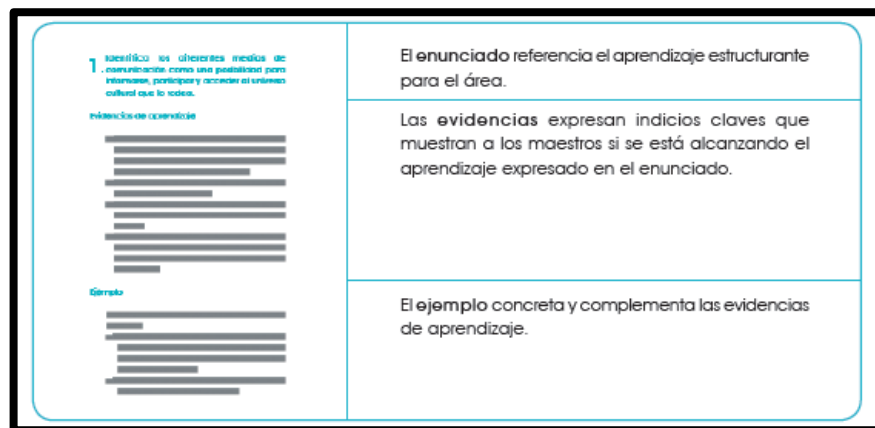 1. Identifica los diferentes medios de
comunicación como una posibilidad para
informarse, participar y acceder al universo
cultural que lo rodea.
Evidencias de aprendizaje
Ejemplo
El enunciado referencia el aprendizaje estructurante
para el área.
Las evidencias expresan indicios claves que
muestran a los maestros si se está alcanzando el
aprendizaje expresado en el enunciado.
El ejemplo concreta y complementa las evidencias
de aprendizaje.